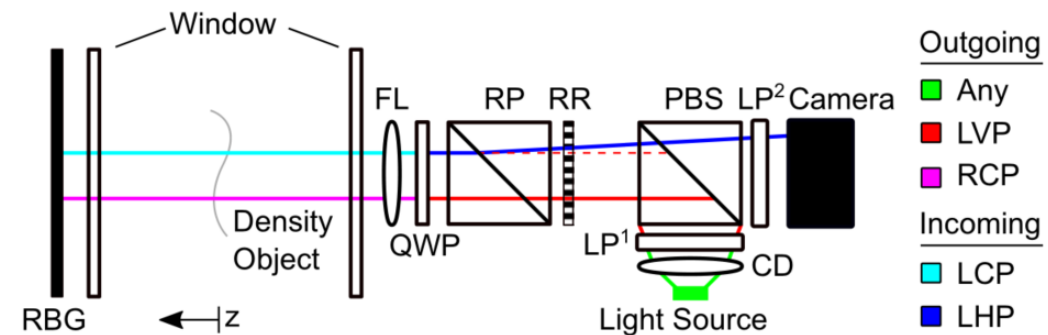 Window
FL
RP
RR
PBS
LP²
Camera
Density
Object
QWP
LP¹
CD
RBG
z
Light Source
Outgoing
Any
LVP
RCP
Incoming
LCP
LHP